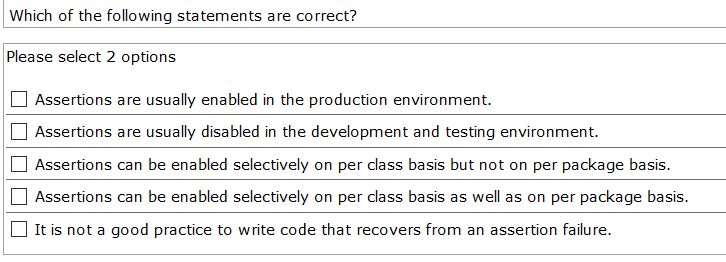 Which of the following statements are correct?
Please select 2 options
Assertions are usually enabled in the production environment.
Assertions are usually disabled in the development and testing environment.
Assertions can be enabled selectively on per class basis but not on per package basis.
Assertions can be enabled selectively on per class basis as well as on per package basis.
It is not a good practice to write code that recovers from an assertion failure.